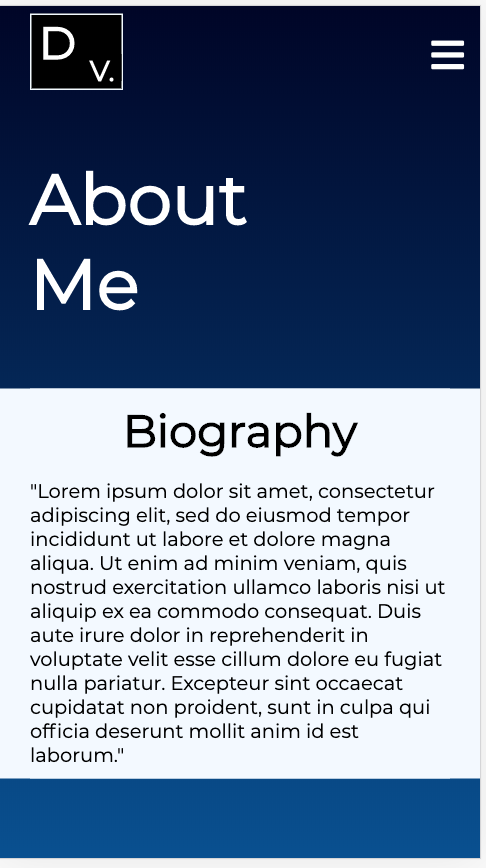 D
V.
About
Me
Biography
"Lorem ipsum dolor sit amet, consectetur
adipiscing elit, sed do eiusmod tempor
incididunt ut labore et dolore magna
aliqua. Ut enim ad minim veniam, quis
nostrud exercitation ullamco laboris nisi ut
aliquip ex ea commodo consequat. Duis
aute irure dolor in reprehenderit in
voluptate velit esse cillum dolore eu fugiat
nulla pariatur. Excepteur sint occaecat
cupidatat non proident, sunt in culpa qui
officia deserunt mollit anim id est
laborum."